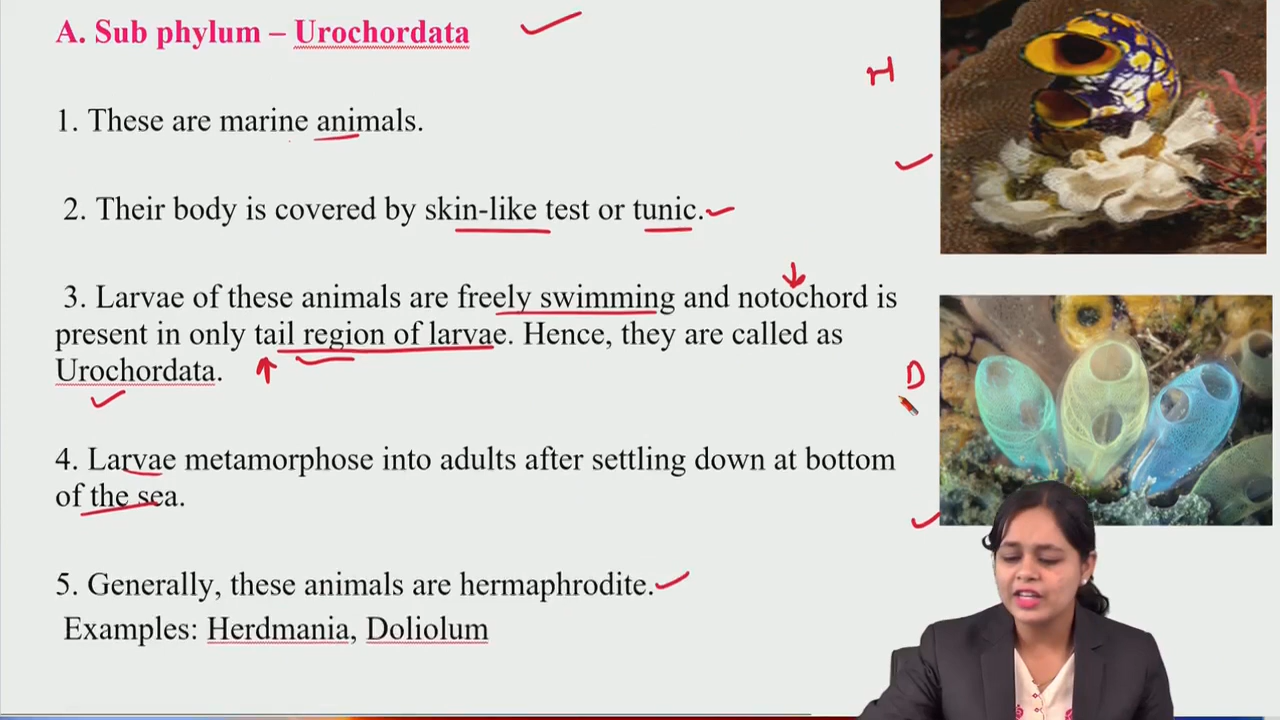 A. Sub phylum – Urochordata
H
1. These are marine animals.
2. Their body is covered by skin-like test or tunic.
3. Larvae of these animals are freely swimming and notochord is
present in only tail region of larvae. Hence, they are called as
Urochordata.
D
4. Larvae metamorphose into adults after settling down at bottom
of the sea.
5. Generally, these animals are hermaphrodite.
Examples: Herdmania, Doliolum